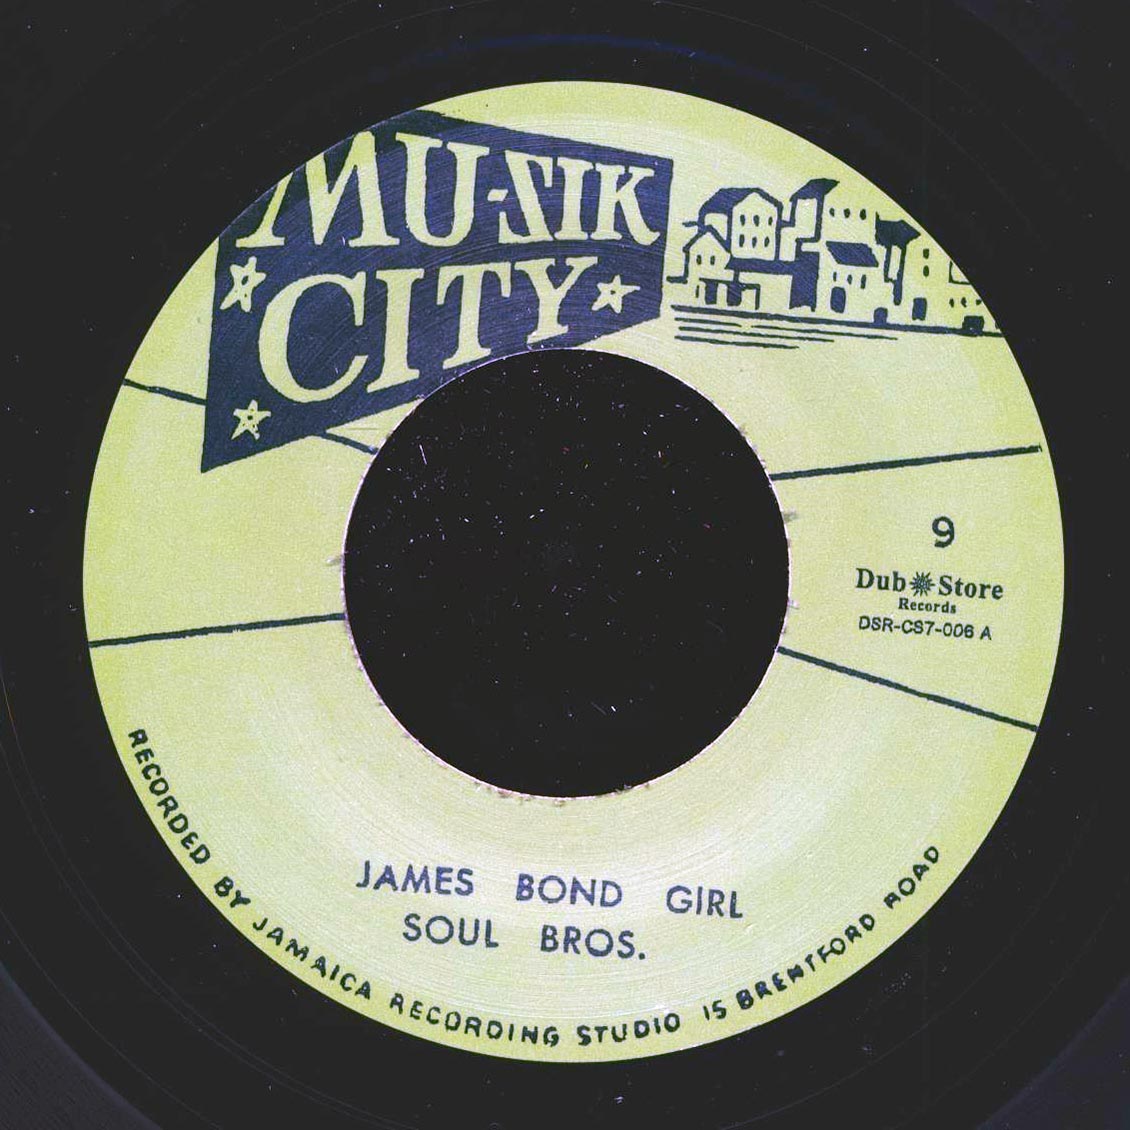 MU-ZIK
CITY
9
Dub Store
Records
DSR-CS7-006 A
JAMES BOND GIRL
SOUL BROS.
RECORDED BY JAMAICA RECORDING STUDIO 15 BRENTFORD ROAD